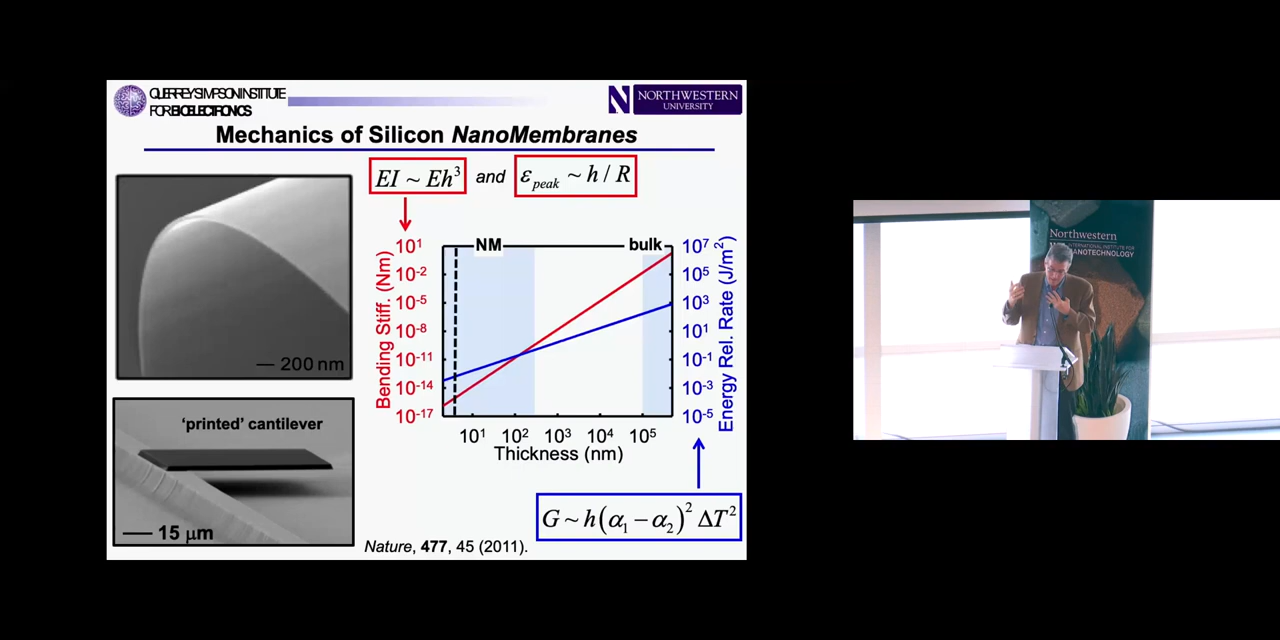 QUERREY SIMPSON INSTITUTE
FOR BIOELECTRONICS
NORTHWESTERN
UNIVERSITY
Mechanics of Silicon NanoMembranes
EI ~ Eh³ and ε_peak ~ h / R
200 nm
'printed' cantilever
15 μm
NM
bulk
Bending Stiff. (Nm)
10¹
10⁻²
10⁻⁵
10⁻⁸
10⁻¹¹
10⁻¹⁴
10⁻¹⁷
10⁷
10⁵
10³
10¹
10⁻¹
10⁻³
10⁻⁵
Energy Rel. Rate (J/m²)
10¹ 10² 10³ 10⁴ 10⁵
Thickness (nm)
G ~ h(α₁ − α₂)² ΔT²
Nature, 477, 45 (2011).
Northwestern
INTERNATIONAL INSTITUTE FOR
NANOTECHNOLOGY